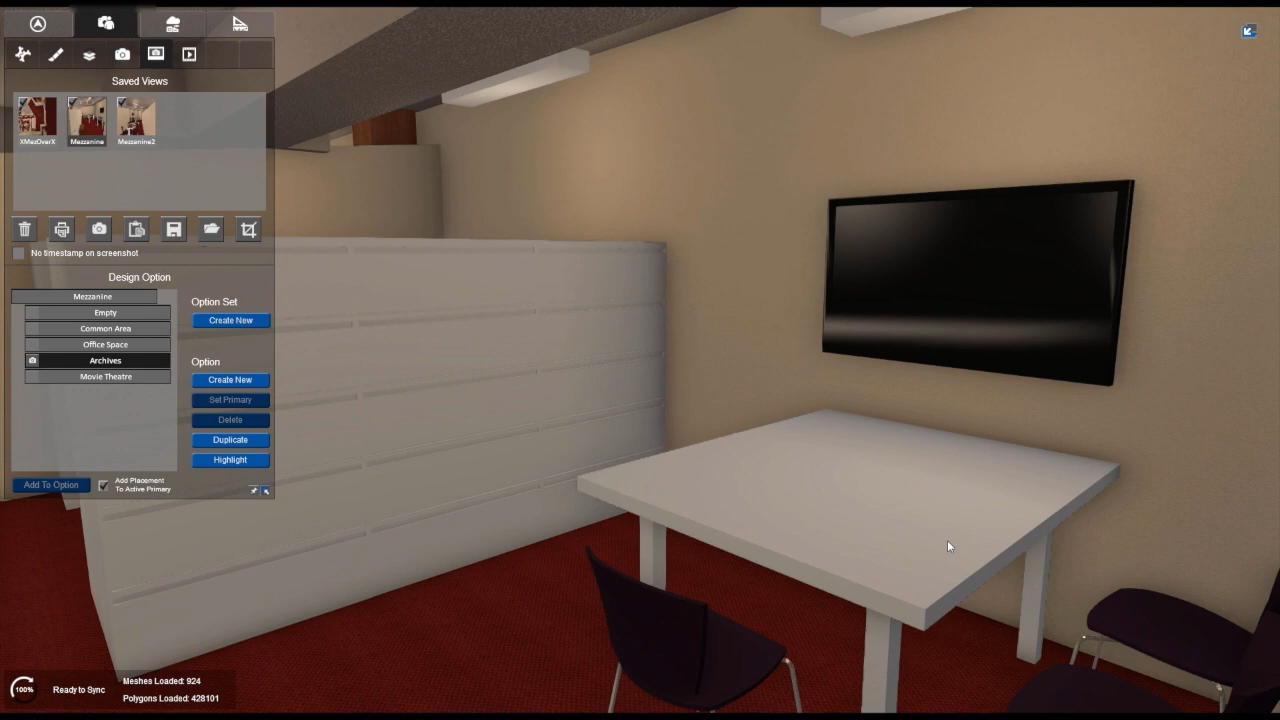 Saved Views
XMezOverX
Mezzanine
Mezzanine2
No timestamp on screenshot
Design Option
Mezzanine
Empty
Common Area
Office Space
Archives
Movie Theatre
Option Set
Create New
Option
Create New
Set Primary
Delete
Duplicate
Highlight
Add To Option
Add Placement
To Active Primary
100%
Ready to Sync
Meshes Loaded: 924
Polygons Loaded: 428101